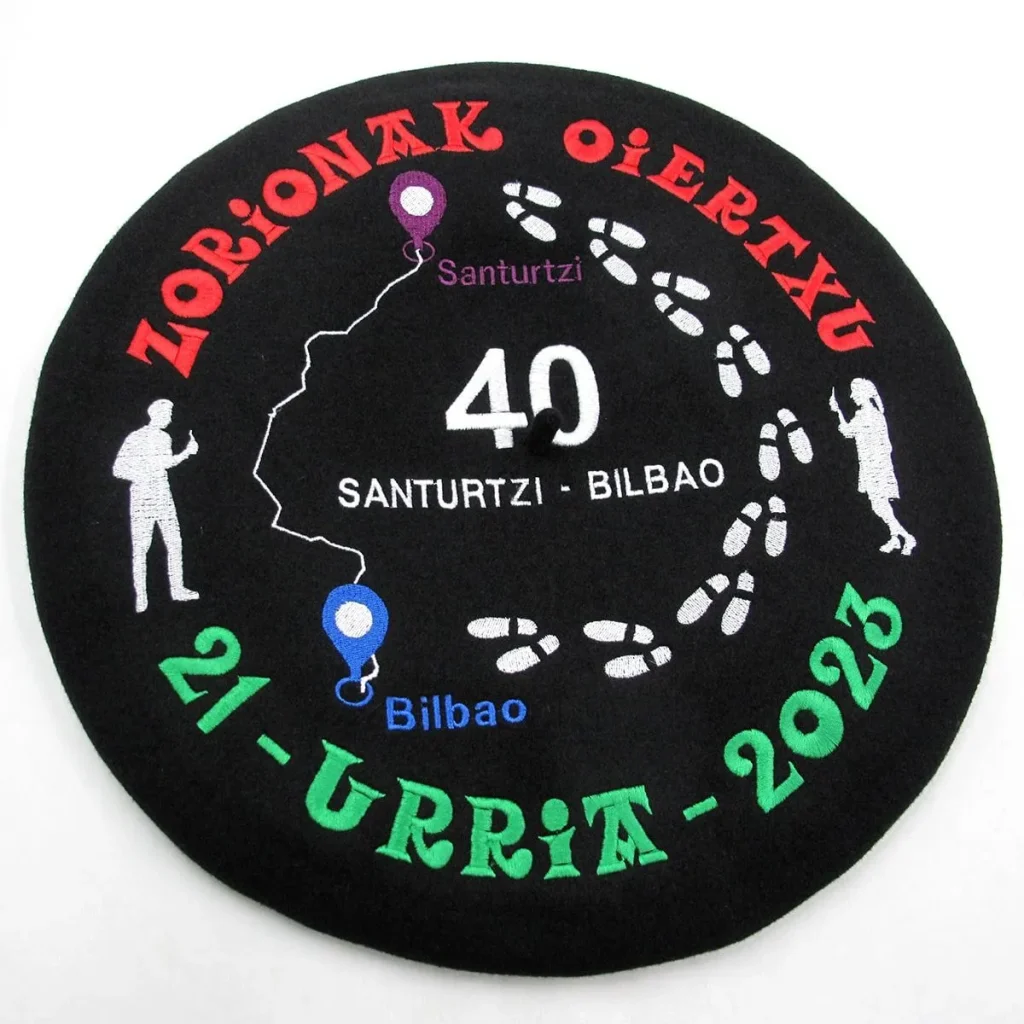 ZORiONAK OiERTXU
Santurtzi
40
SANTURTZI - BILBAO
Bilbao
21 - URRiA - 2023